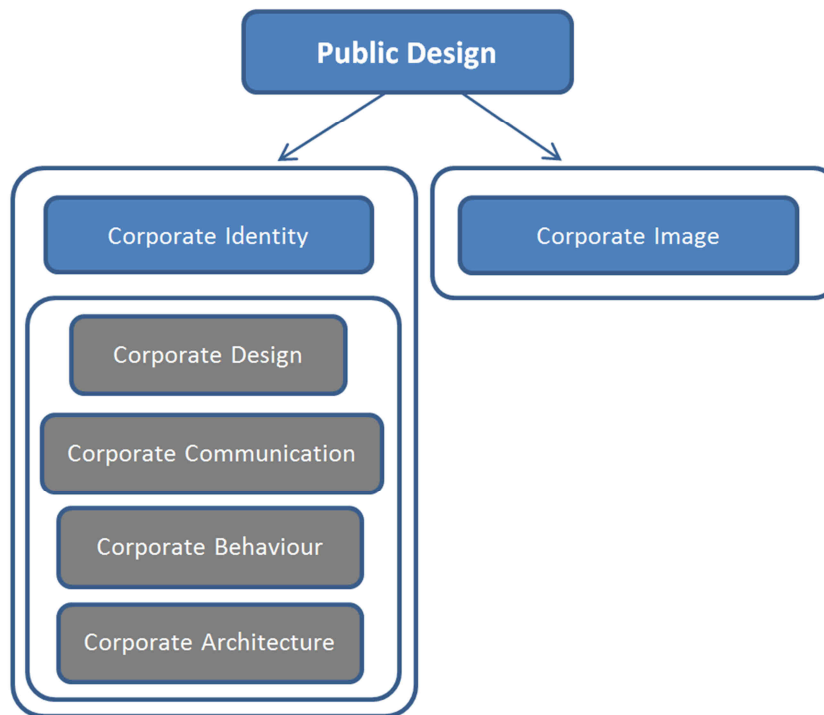 Public Design
Corporate Identity
Corporate Image
Corporate Design
Corporate Communication
Corporate Behaviour
Corporate Architecture